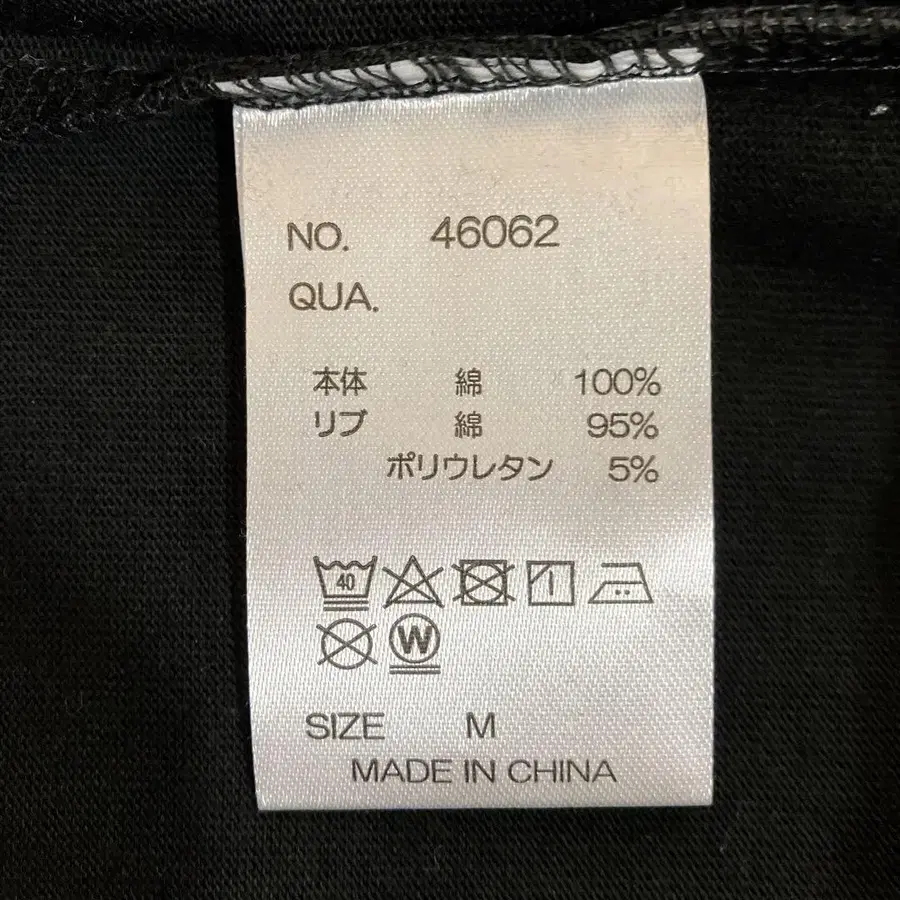 NO. 46062
QUA.
本体 綿 100%
リブ 綿 95%
ポリウレタン 5%
40
W
SIZE M
MADE IN CHINA